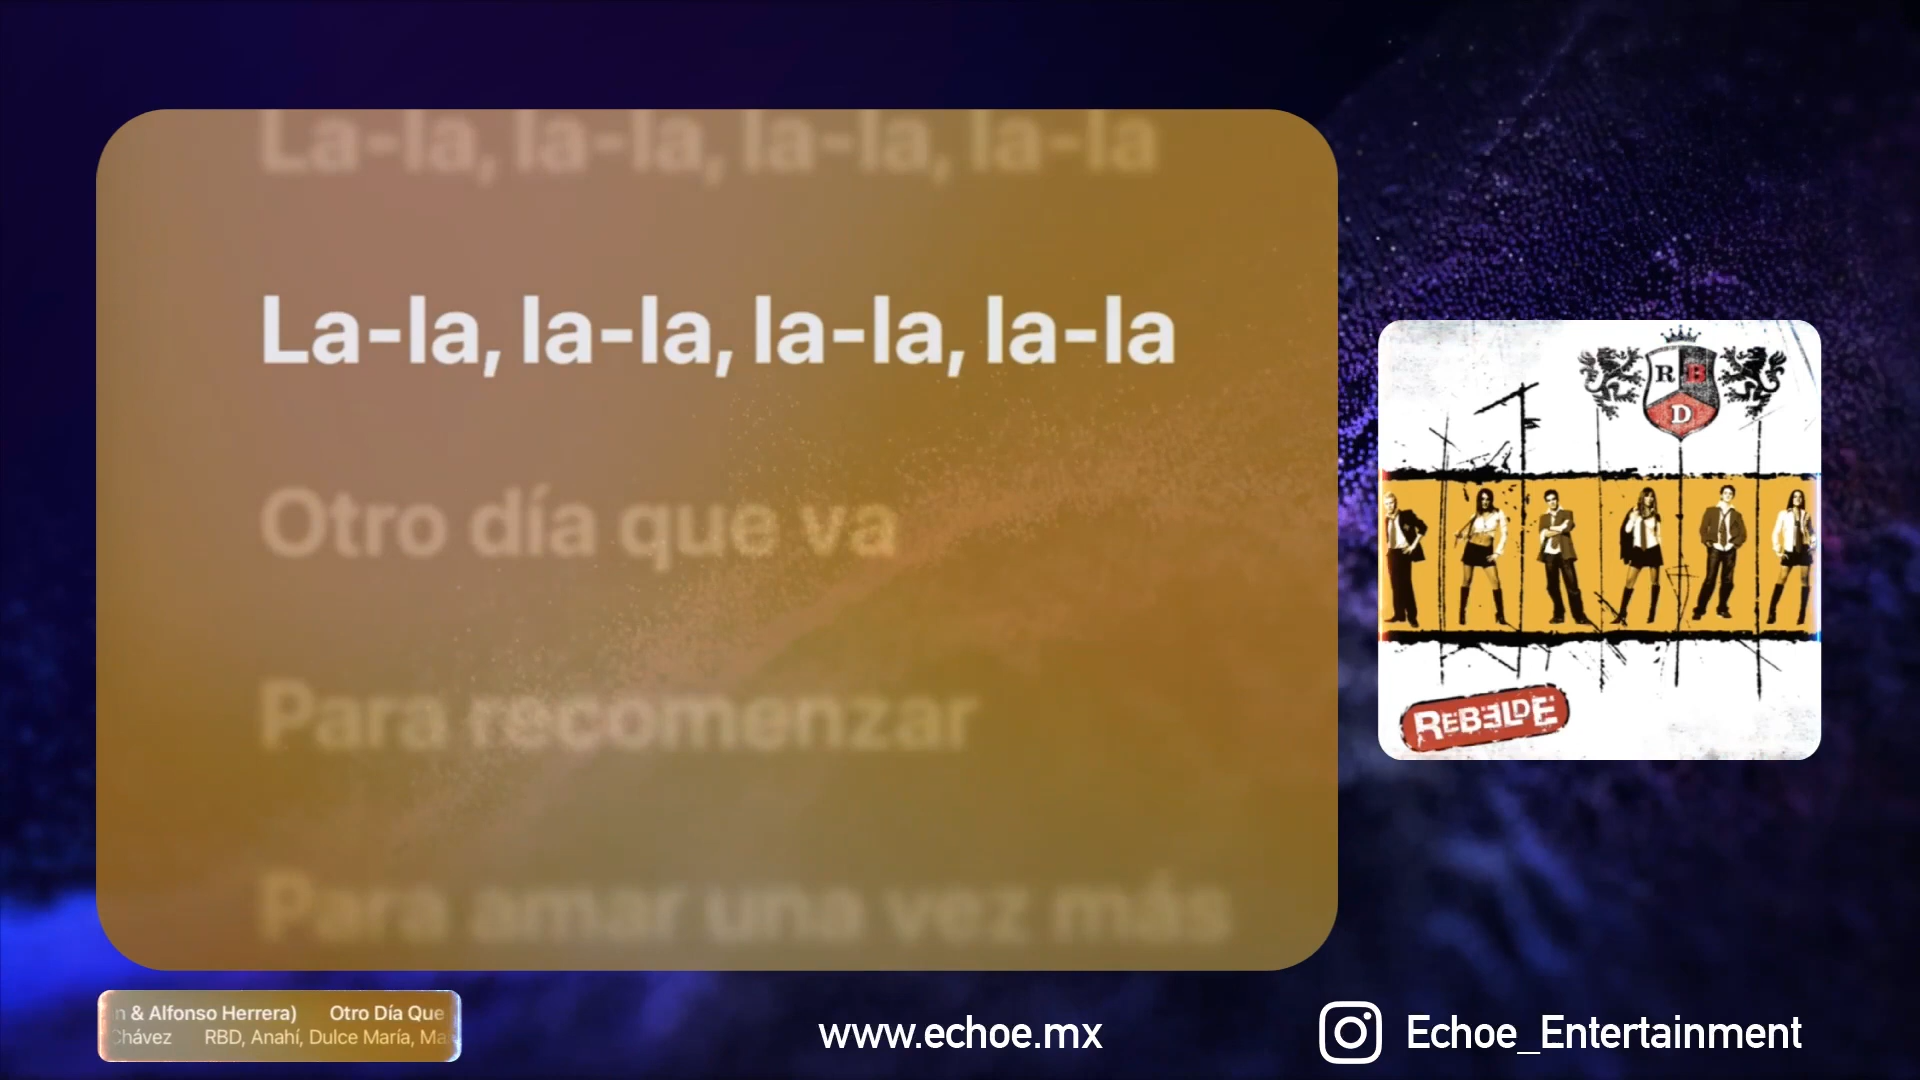 La-la, la-la, la-la, la-la
La-la, la-la, la-la, la-la
Otro día que va
Para recomenzar
Para amar una vez más
R B
D
REBELDE
n & Alfonso Herrera) Otro Día Que
Chávez RBD, Anahí, Dulce María, Ma
www.echoe.mx
Echoe_Entertainment